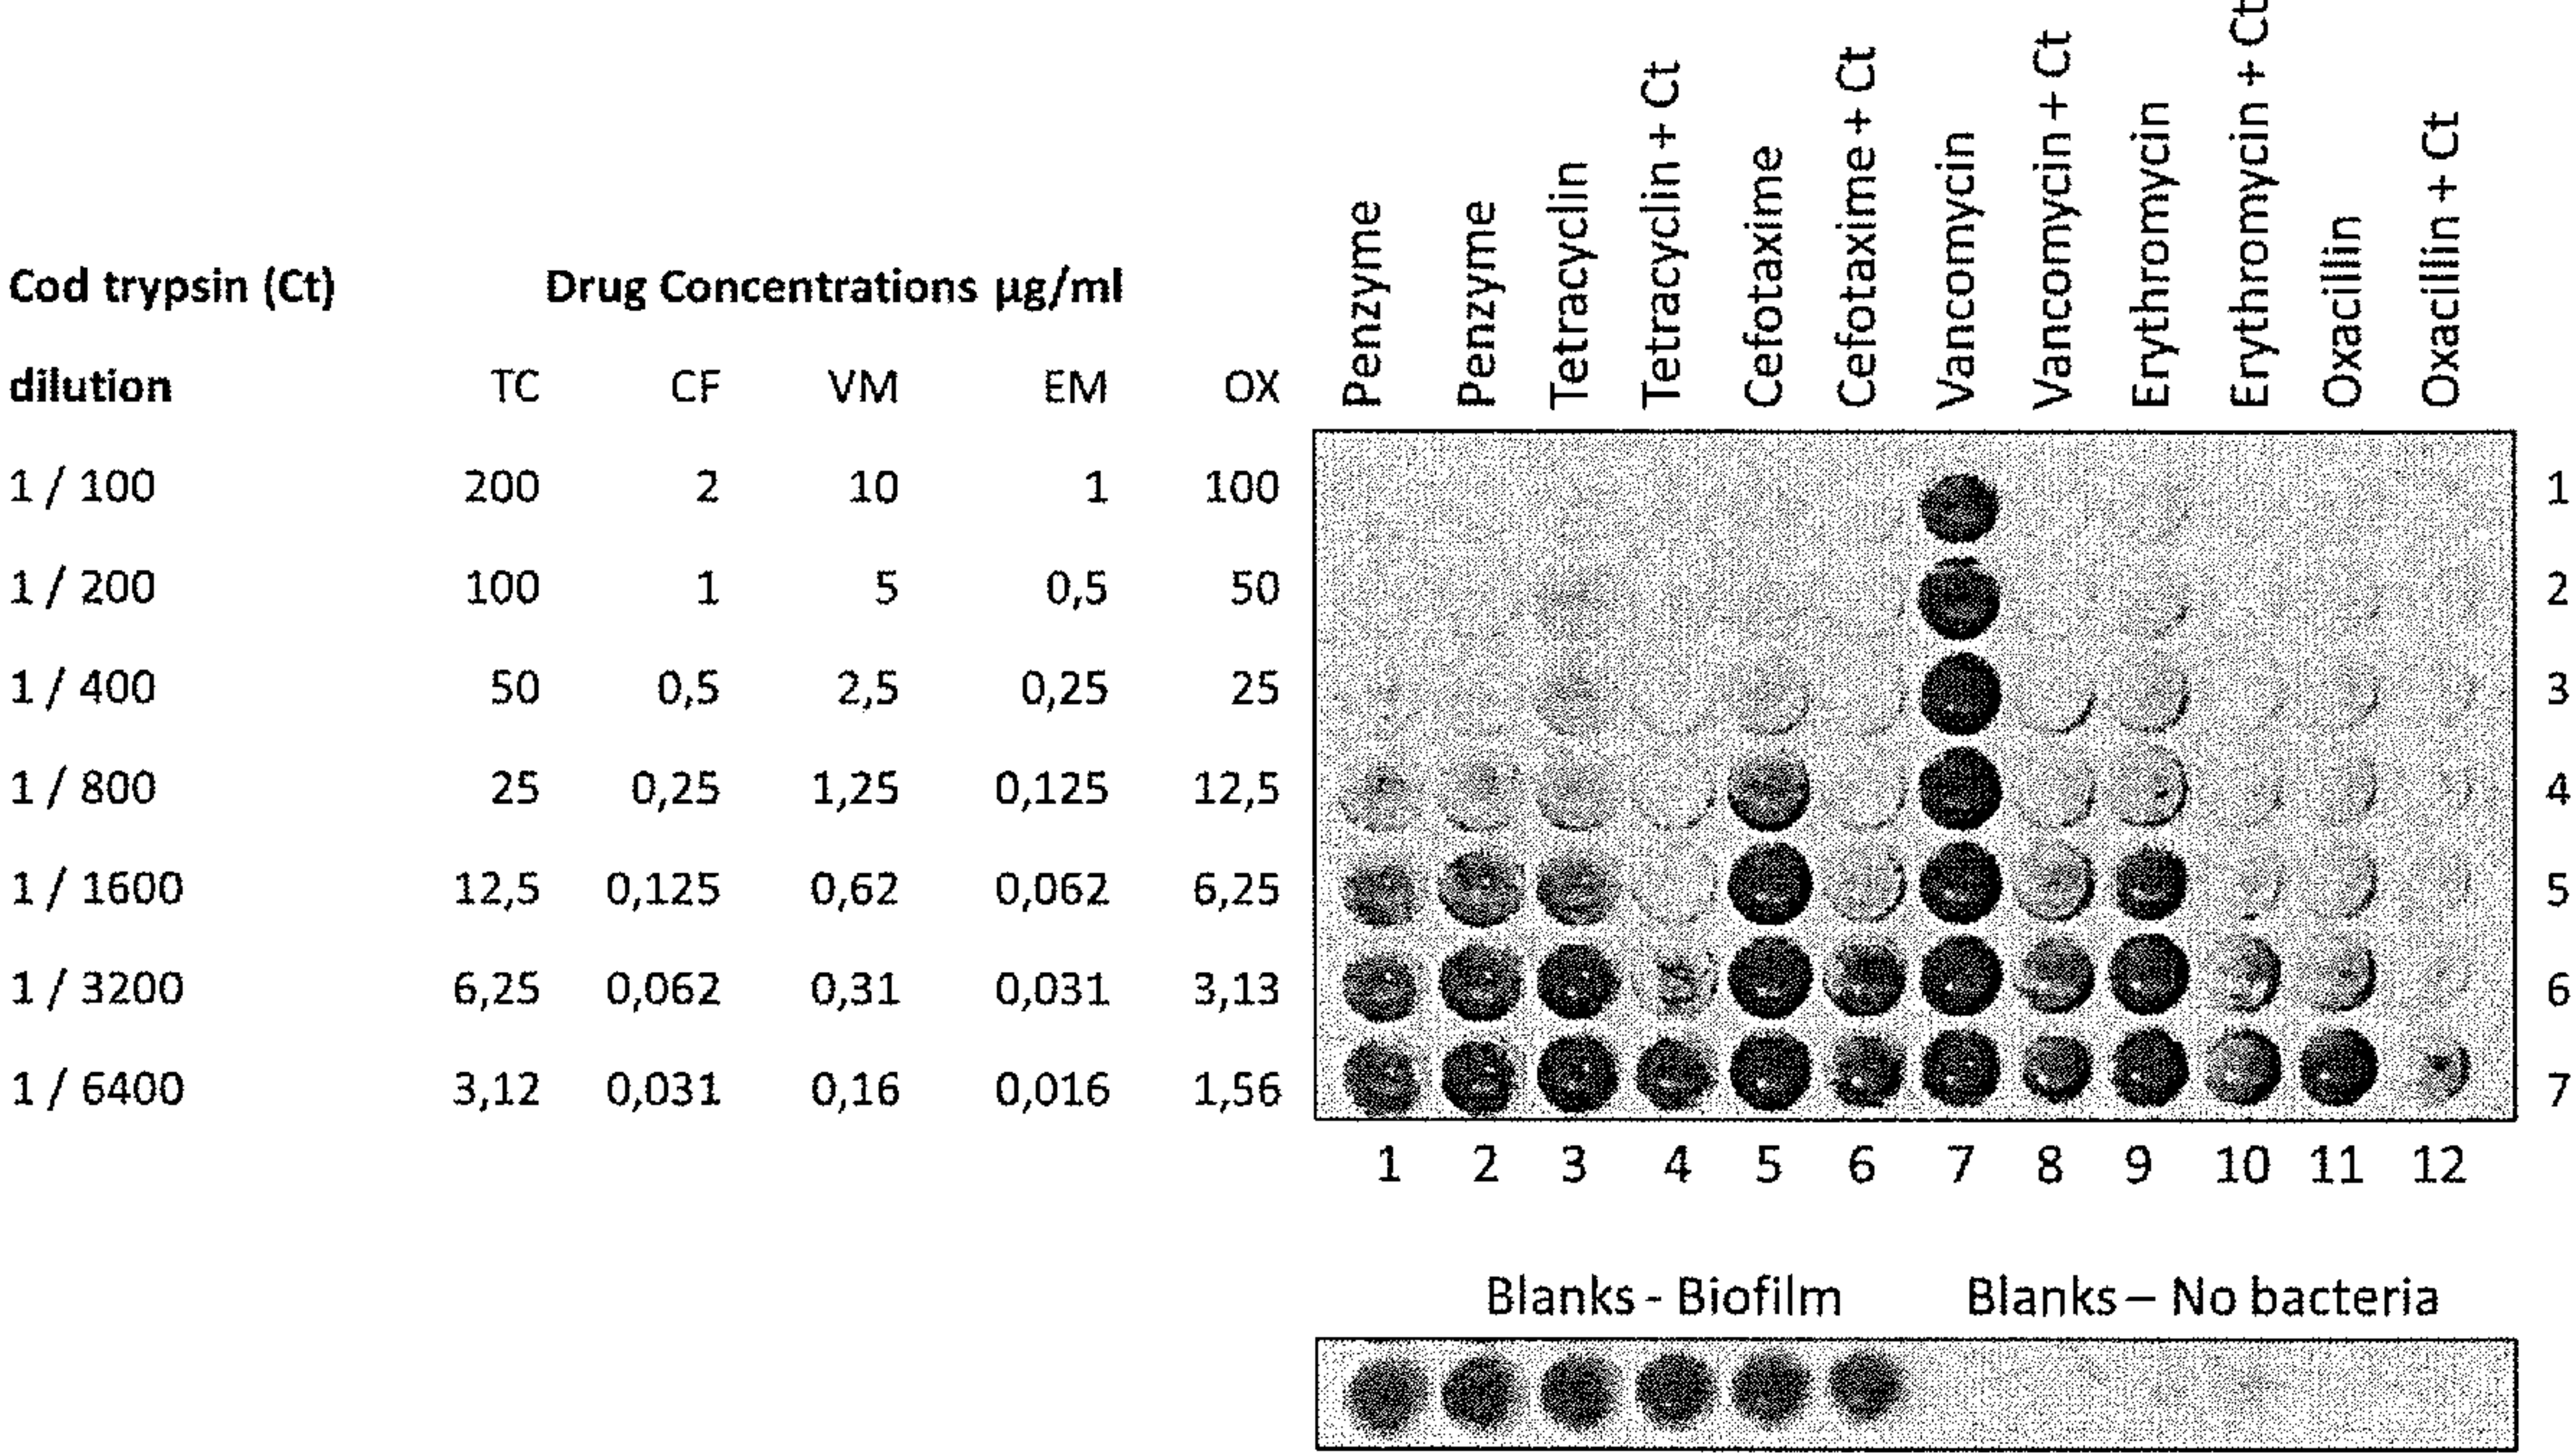 Penzyme
Penzyme
Tetracyclin
Tetracyclin + Ct
Cefotaxime
Cefotaxime + Ct
Vancomycin
Vancomycin + Ct
Erythromycin
Erythromycin + Ct
Oxacillin
Oxacillin + Ct
Cod trypsin (Ct) Drug Concentrations µg/ml
dilution TC CF VM EM OX
1 / 100 200 2 10 1 100 1
1 / 200 100 1 5 0,5 50 2
1 / 400 50 0,5 2,5 0,25 25 3
1 / 800 25 0,25 1,25 0,125 12,5 4
1 / 1600 12,5 0,125 0,62 0,062 6,25 5
1 / 3200 6,25 0,062 0,31 0,031 3,13 6
1 / 6400 3,12 0,031 0,16 0,016 1,56 7
1 2 3 4 5 6 7 8 9 10 11 12
Blanks - Biofilm Blanks – No bacteria